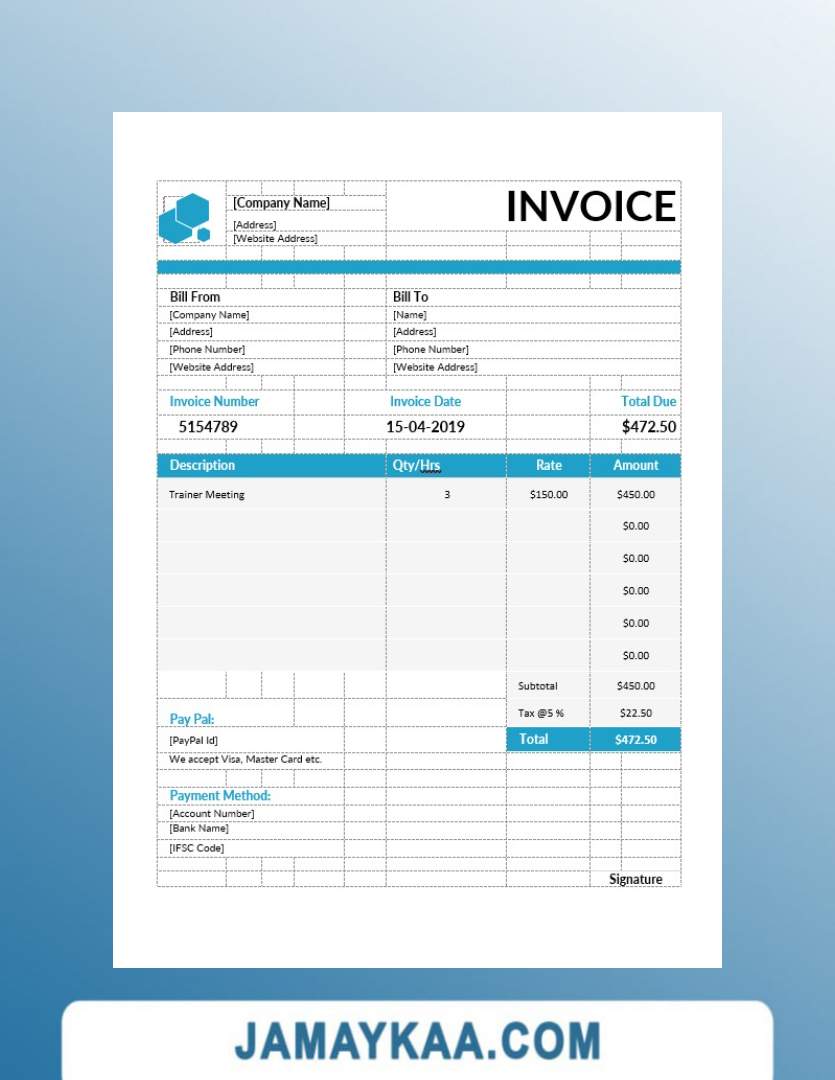 [Company Name]
INVOICE
[Address]
[Website Address]
Bill From Bill To
[Company Name] [Name]
[Address] [Address]
[Phone Number] [Phone Number]
[Website Address] [Website Address]
Invoice Number Invoice Date Total Due
5154789 15-04-2019 $472.50
Description Qty/Hrs Rate Amount
Trainer Meeting 3 $150.00 $450.00
$0.00
$0.00
$0.00
$0.00
$0.00
Subtotal $450.00
Tax @5 % $22.50
Pay Pal:
[PayPal Id] Total $472.50
We accept Visa, Master Card etc.
Payment Method:
[Account Number]
[Bank Name]
[IFSC Code]
Signature
JAMAYKAA.COM